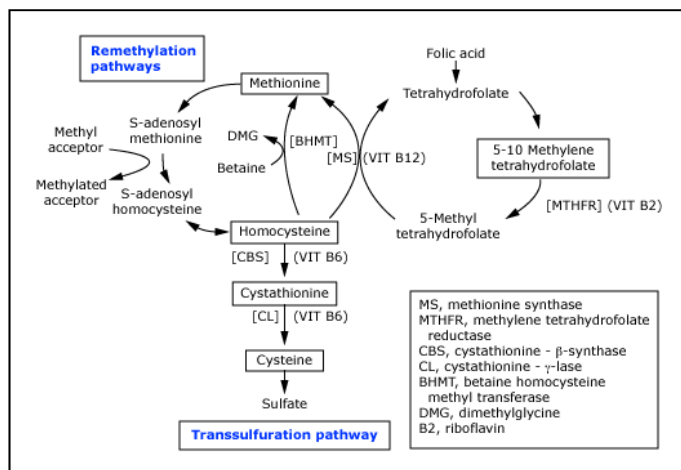 Remethylation
pathways
Folic acid
Methionine
Tetrahydrofolate
S-adenosyl
methionine
Methyl
acceptor
DMG
[BHMT]
Betaine
[MS]
(VIT B12)
5-10 Methylene
tetrahydrofolate
Methylated
acceptor
S-adenosyl
homocysteine
[MTHFR] (VIT B2)
5-Methyl
tetrahydrofolate
Homocysteine
[CBS]
(VIT B6)
Cystathionine
[CL]
(VIT B6)
Cysteine
Sulfate
Transsulfuration pathway
MS, methionine synthase
MTHFR, methylene tetrahydrofolate
reductase
CBS, cystathionine - β-synthase
CL, cystathionine - γ-lase
BHMT, betaine homocysteine
methyl transferase
DMG, dimethylglycine
B2, riboflavin